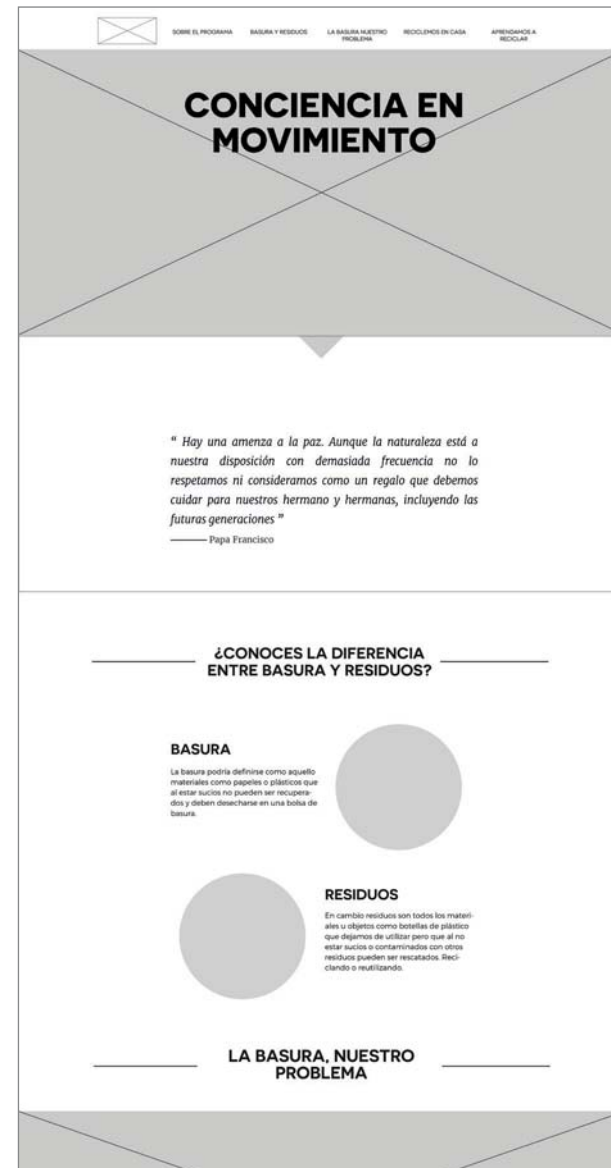 SOBRE EL PROGRAMA
BASURA Y RESIDUOS
LA BASURA NUESTRO
PROBLEMA
RECICLEMOS EN CASA
APRENDAMOS A
RECICLAR
CONCIENCIA EN
MOVIMIENTO
“ Hay una amenza a la paz. Aunque la naturaleza está a
nuestra disposición con demasiada frecuencia no lo
respetamos ni consideramos como un regalo que debemos
cuidar para nuestros hermano y hermanas, incluyendo las
futuras generaciones ”
Papa Francisco
¿CONOCES LA DIFERENCIA
ENTRE BASURA Y RESIDUOS?
BASURA
La basura podría definirse como aquello
materiales como papeles o plásticos que
al estar sucios no pueden ser recupera-
dos y deben desecharse en una bolsa de
basura.
RESIDUOS
En cambio residuos son todos los materi-
ales u objetos como botellas de plástico
que dejamos de utilizar pero que al no
estar sucios o contaminados con otros
residuos pueden ser rescatados. Reci-
clando o reutilizando.
LA BASURA, NUESTRO
PROBLEMA